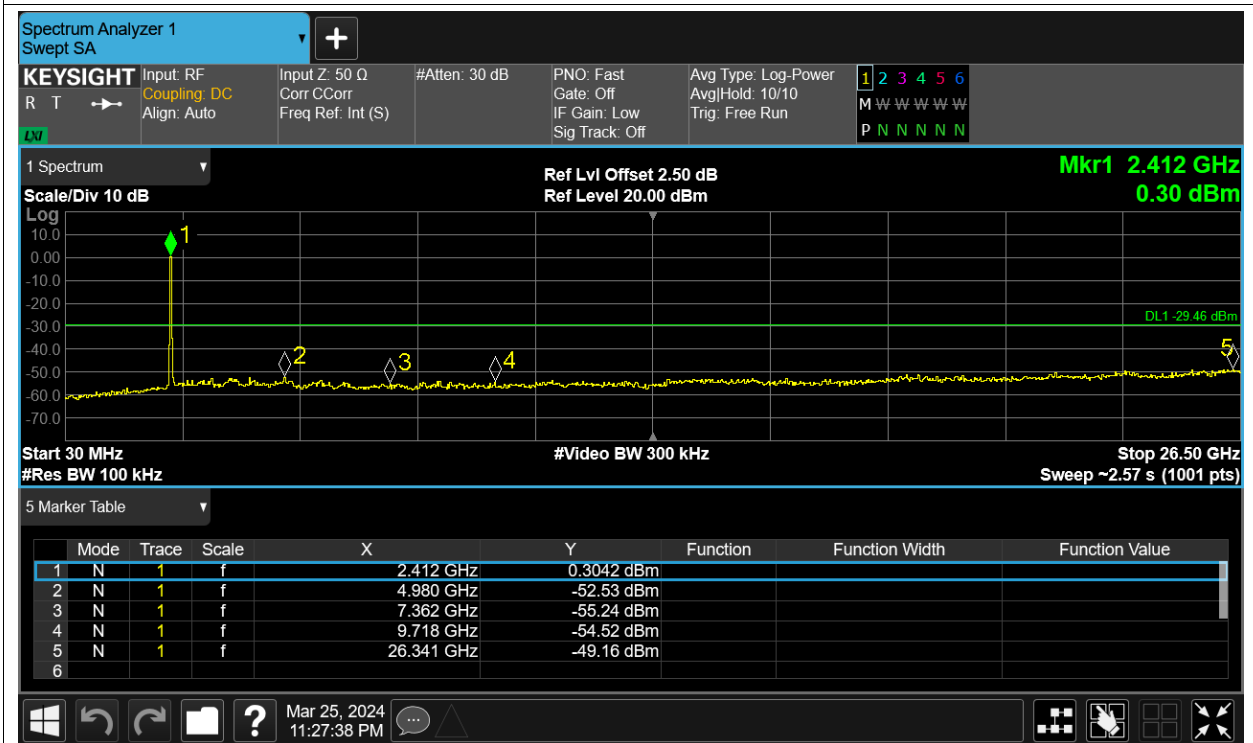 Spectrum Analyzer 1
Swept SA
KEYSIGHT
R T
LXI
Input: RF
Coupling: DC
Align: Auto
Input Z: 50 Ω
Corr CCorr
Freq Ref: Int (S)
#Atten: 30 dB
PNO: Fast
Gate: Off
IF Gain: Low
Sig Track: Off
Avg Type: Log-Power
Avg|Hold: 10/10
Trig: Free Run
1 2 3 4 5 6
M W W W W W
P N N N N N
1 Spectrum
Scale/Div 10 dB
Ref Lvl Offset 2.50 dB
Ref Level 20.00 dBm
Mkr1 2.412 GHz
0.30 dBm
Log
10.0
0.00
-10.0
-20.0
-30.0
-40.0
-50.0
-60.0
-70.0
1
DL1 -29.46 dBm
2
3
4
5
Start 30 MHz
#Res BW 100 kHz
#Video BW 300 kHz
Stop 26.50 GHz
Sweep ~2.57 s (1001 pts)
5 Marker Table
Mode Trace Scale X Y Function Function Width Function Value
1 N 1 f 2.412 GHz 0.3042 dBm
2 N 1 f 4.980 GHz -52.53 dBm
3 N 1 f 7.362 GHz -55.24 dBm
4 N 1 f 9.718 GHz -54.52 dBm
5 N 1 f 26.341 GHz -49.16 dBm
6
?
Mar 25, 2024
11:27:38 PM